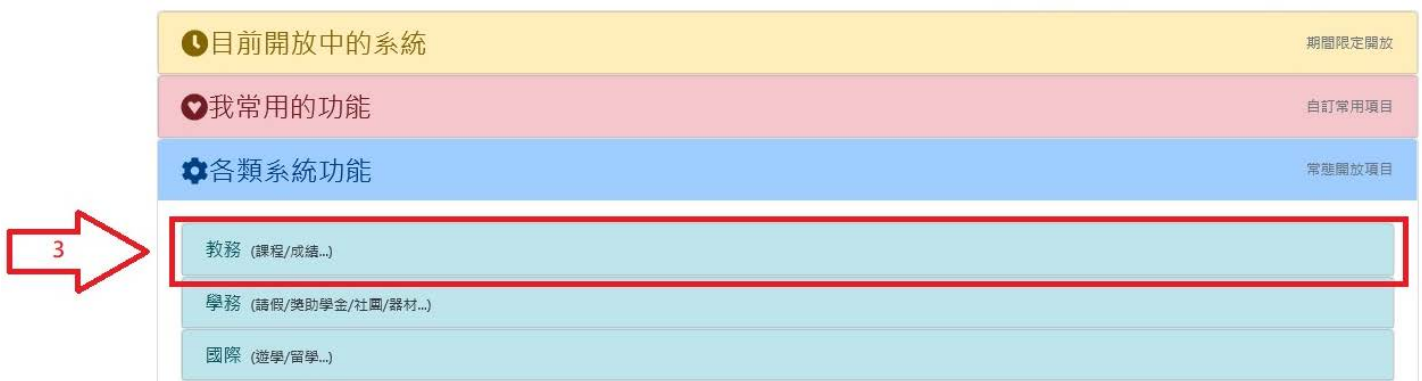 目前開放中的系統 期間限定開放
我常用的功能 自訂常用項目
各類系統功能 常態開放項目
3
教務 (課程/成績...)
學務 (請假/獎助學金/社團/器材...)
國際 (遊學/留學...)